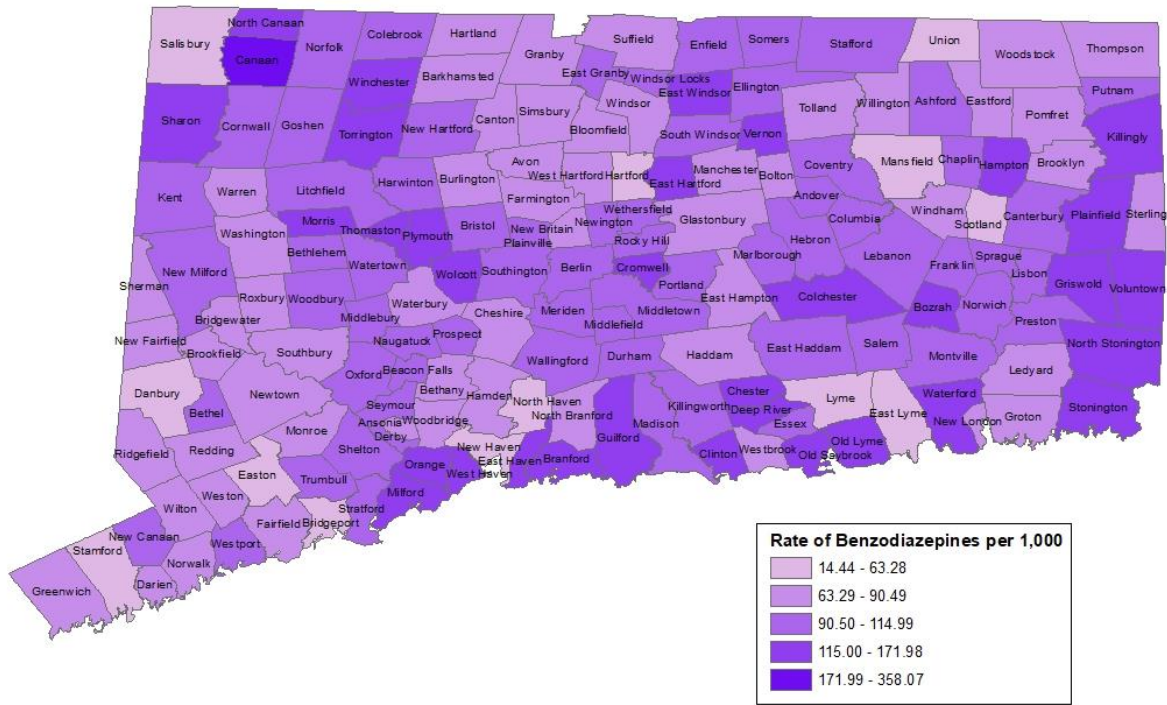 North Canaan
Salisbury
Canaan
Norfolk
Colebrook
Hartland
Granby
Suffield
East Granby
Windsor Locks
Enfield
Somers
Stafford
Union
Woodstock
Thompson
Putnam
Sharon
Cornwall
Goshen
Winchester
Torrington
Barkhamsted
New Hartford
Canton
Simsbury
Bloomfield
Windsor
East Windsor
Ellington
South Windsor
Vernon
Tolland
Willington
Ashford
Eastford
Pomfret
Killingly
Kent
Warren
Litchfield
Harwinton
Burlington
Avon
West Hartford
Hartford
East Hartford
Manchester
Bolton
Coventry
Andover
Mansfield
Chaplin
Hampton
Brooklyn
Farmington
Washington
Morris
Thomaston
Plymouth
Bristol
New Britain
Plainville
Newington
Wethersfield
Rocky Hill
Glastonbury
Columbia
Windham
Scotland
Canterbury
Plainfield
Sterling
Sherman
New Milford
Bethlehem
Watertown
Wolcott
Southington
Berlin
Cromwell
Portland
Marlborough
Hebron
Lebanon
Franklin
Sprague
Lisbon
Griswold
Voluntown
Roxbury
Woodbury
Bridgewater
Middlebury
Waterbury
Cheshire
Meriden
Middlefield
Middletown
East Hampton
Colchester
Bozrah
Norwich
Preston
New Fairfield
Brookfield
Southbury
Naugatuck
Prospect
Wallingford
Durham
Haddam
East Haddam
Salem
Montville
North Stonington
Ledyard
Danbury
Bethel
Newtown
Oxford
Beacon Falls
Bethany
Hamden
North Haven
North Branford
Seymour
Ansonia
Derby
Woodbridge
Guilford
Madison
Killingworth
Chester
Deep River
Essex
Lyme
East Lyme
Waterford
New London
Groton
Stonington
Ridgefield
Redding
Monroe
Shelton
Easton
Trumbull
Orange
New Haven
East Haven
West Haven
Branford
Clinton
Westbrook
Old Saybrook
Old Lyme
Milford
Stratford
Weston
Wilton
Fairfield
Bridgeport
New Canaan
Westport
Stamford
Norwalk
Darien
Greenwich
Rate of Benzodiazepines per 1,000
14.44 - 63.28
63.29 - 90.49
90.50 - 114.99
115.00 - 171.98
171.99 - 358.07